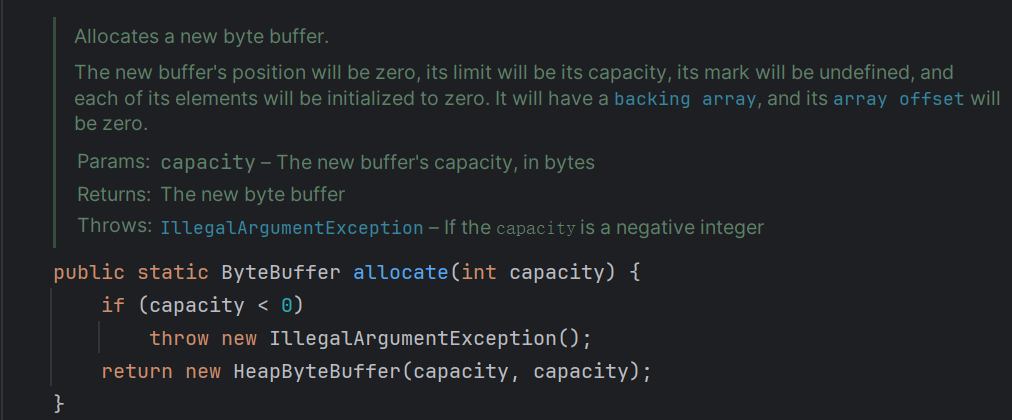 Allocates a new byte buffer.
The new buffer's position will be zero, its limit will be its capacity, its mark will be undefined, and
each of its elements will be initialized to zero. It will have a backing array, and its array offset will
be zero.
Params: capacity – The new buffer's capacity, in bytes
Returns: The new byte buffer
Throws: IllegalArgumentException – If the capacity is a negative integer
public static ByteBuffer allocate(int capacity) {
    if (capacity < 0)
        throw new IllegalArgumentException();
    return new HeapByteBuffer(capacity, capacity);
}